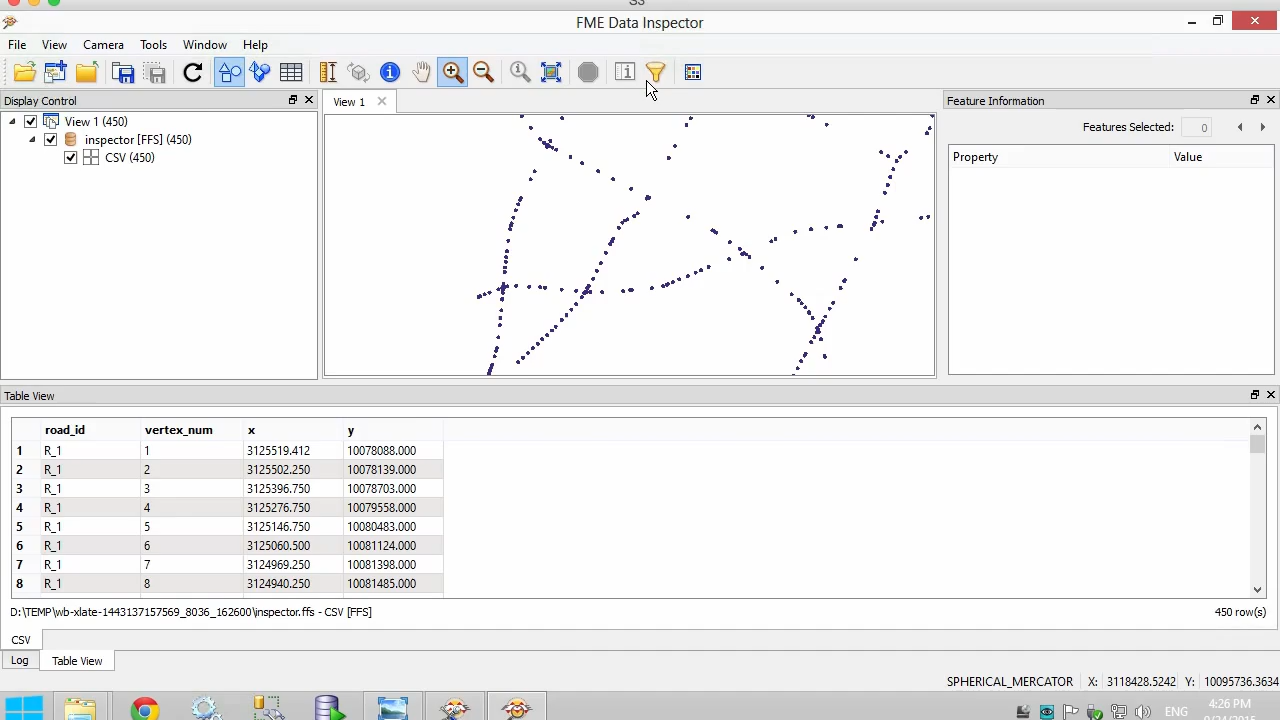 FME Data Inspector
File View Camera Tools Window Help
Display Control
View 1
Feature Information
View 1 (450)
inspector [FFS] (450)
CSV (450)
Features Selected: 0
Property Value
Table View
road_id vertex_num x y
1 R_1 1 3125519.412 10078088.000
2 R_1 2 3125502.250 10078139.000
3 R_1 3 3125396.750 10078703.000
4 R_1 4 3125276.750 10079558.000
5 R_1 5 3125146.750 10080483.000
6 R_1 6 3125060.500 10081124.000
7 R_1 7 3124969.250 10081398.000
8 R_1 8 3124940.250 10081485.000
D:\TEMP\wb-xlate-1443137157569_8036_162600\inspector.ffs - CSV [FFS]
450 row(s)
CSV
Log Table View
SPHERICAL_MERCATOR X: 3118428.5242 Y: 10095736.3634
ENG 4:26 PM
9/24/2015